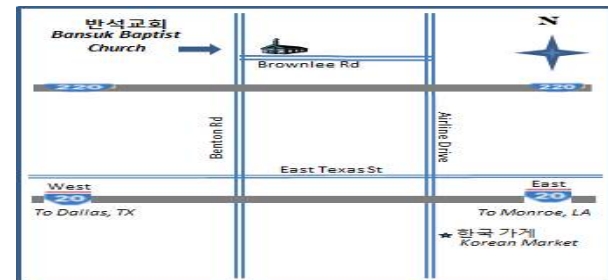 반석교회
Bansuk Baptist
Church
N
Brownlee Rd
220
220
Benton Rd
Airline Drive
East Texas St
West
20
To Dallas, TX
East
20
To Monroe, LA
한국 가게
Korean Market